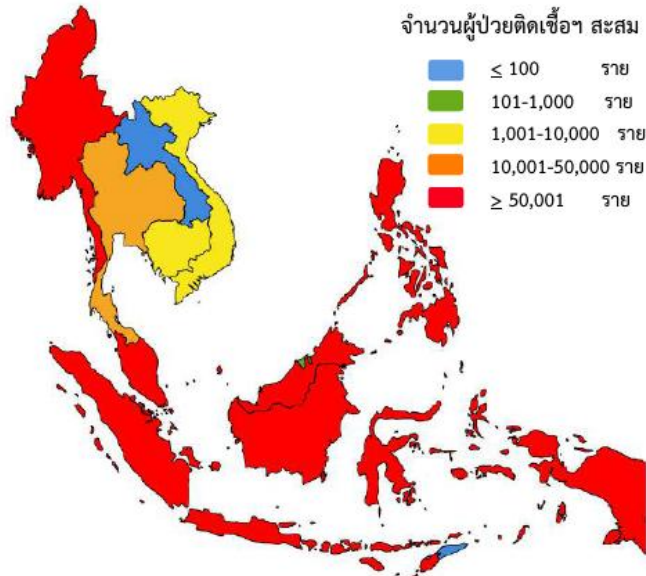 จำนวนผู้ป่วยติดเชื้อฯ สะสม
≤ 100 ราย
101-1,000 ราย
1,001-10,000 ราย
10,001-50,000 ราย
≥ 50,001 ราย